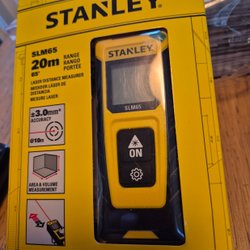 STANLEY
SLM65
20m
65'
RANGE
RANGO
PORTÉE
LASER DISTANCE MEASURER
MEDIDOR LÁSER DE
DISTANCIA
MESURE LASER
±3.0mm*
ACCURACY
@10m
AREA & VOLUME
MEASUREMENT
STANLEY
SLM65
ON